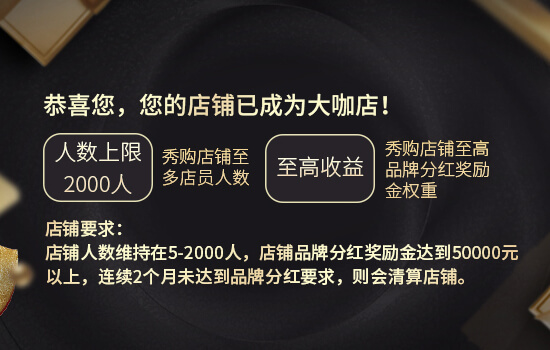 恭喜您，您的店铺已成为大咖店！
人数上限
2000人
秀购店铺至
多店员人数
至高收益
秀购店铺至高
品牌分红奖励
金权重
店铺要求：
店铺人数维持在5-2000人，店铺品牌分红奖励金达到50000元
以上，连续2个月未达到品牌分红要求，则会清算店铺。